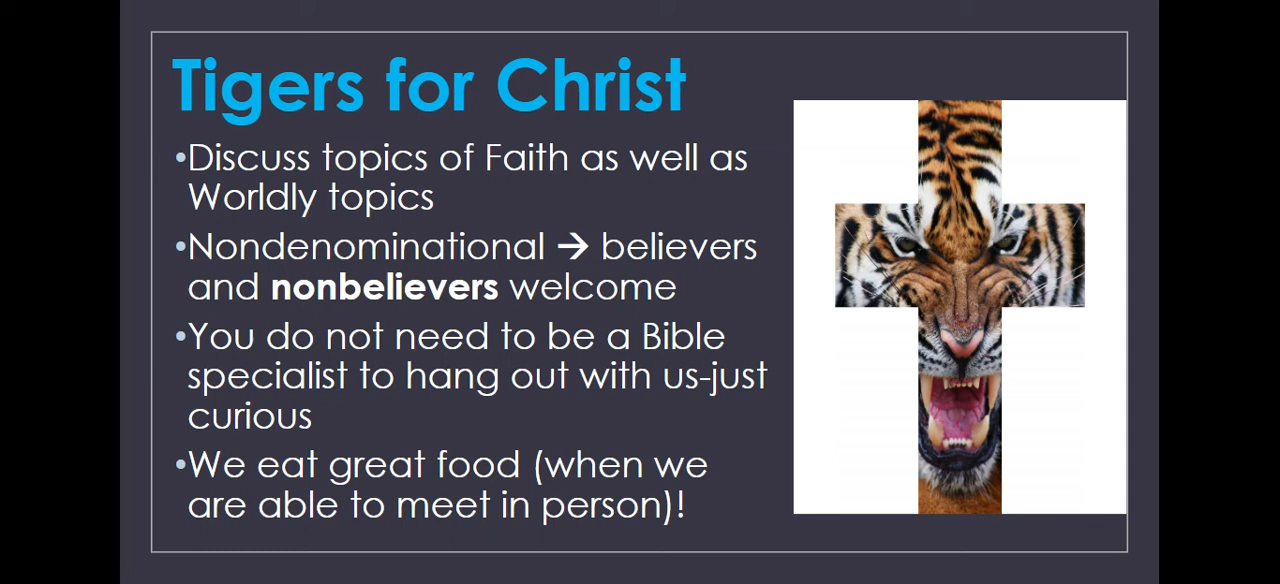 Tigers for Christ
•Discuss topics of Faith as well as
Worldly topics
•Nondenominational → believers
and nonbelievers welcome
•You do not need to be a Bible
specialist to hang out with us-just
curious
•We eat great food (when we
are able to meet in person)!